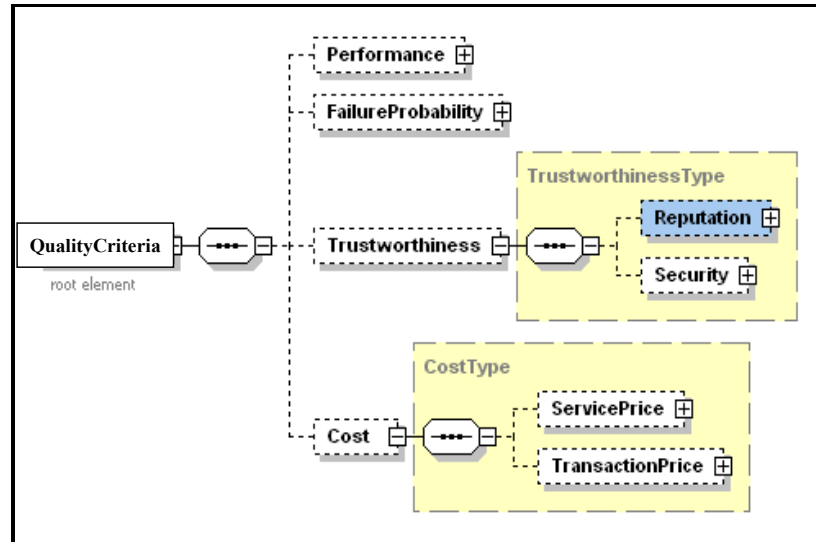 Performance
FailureProbability
TrustworthinessType
Reputation
QualityCriteria
Trustworthiness
Security
root element
CostType
ServicePrice
Cost
TransactionPrice